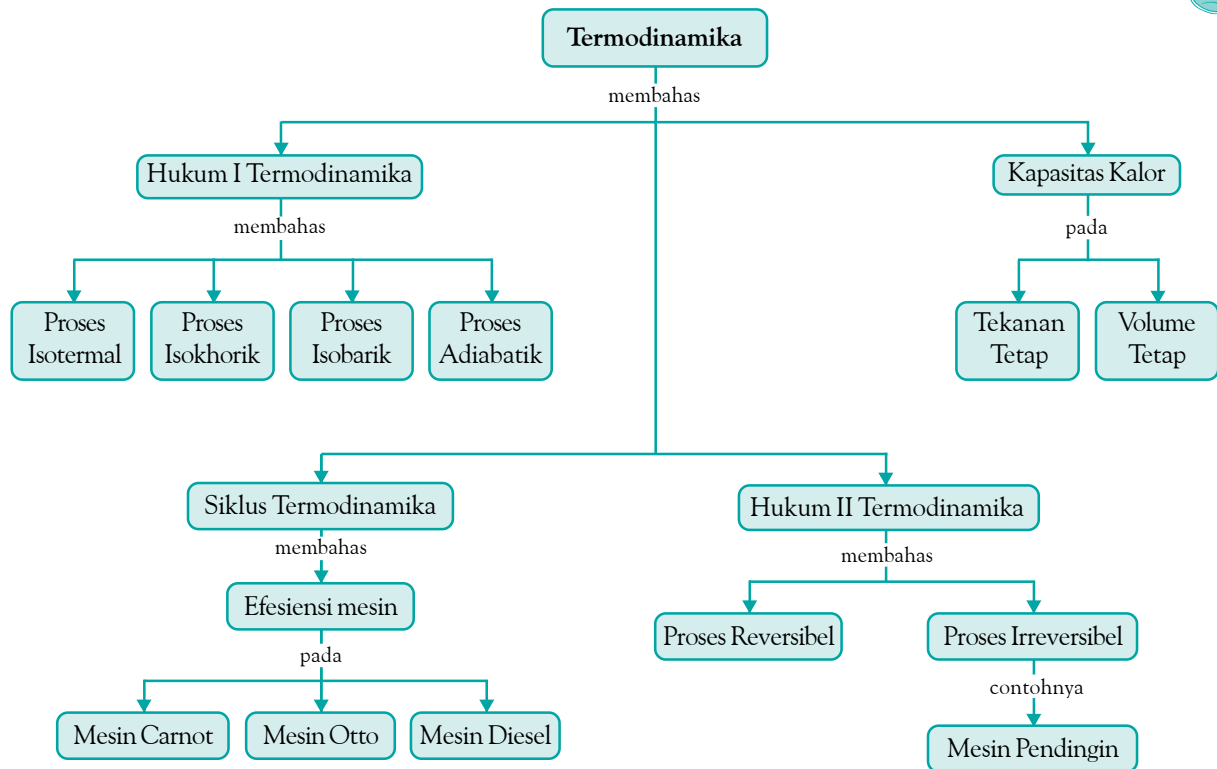 Termodinamika
membahas
Hukum I Termodinamika
Kapasitas Kalor
membahas
pada
Proses
Isotermal
Proses
Isokhorik
Proses
Isobarik
Proses
Adiabatik
Tekanan
Tetap
Volume
Tetap
Siklus Termodinamika
Hukum II Termodinamika
membahas
membahas
Efesiensi mesin
Proses Reversibel
Proses Irreversibel
pada
contohnya
Mesin Carnot
Mesin Otto
Mesin Diesel
Mesin Pendingin